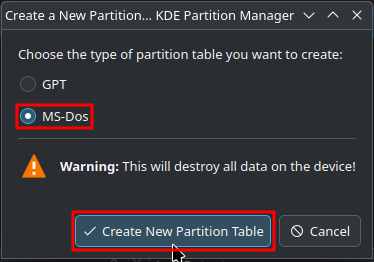 Create a New Partition... KDE Partition Manager
Choose the type of partition table you want to create:
GPT
MS-Dos
Warning: This will destroy all data on the device!
Create New Partition Table
Cancel